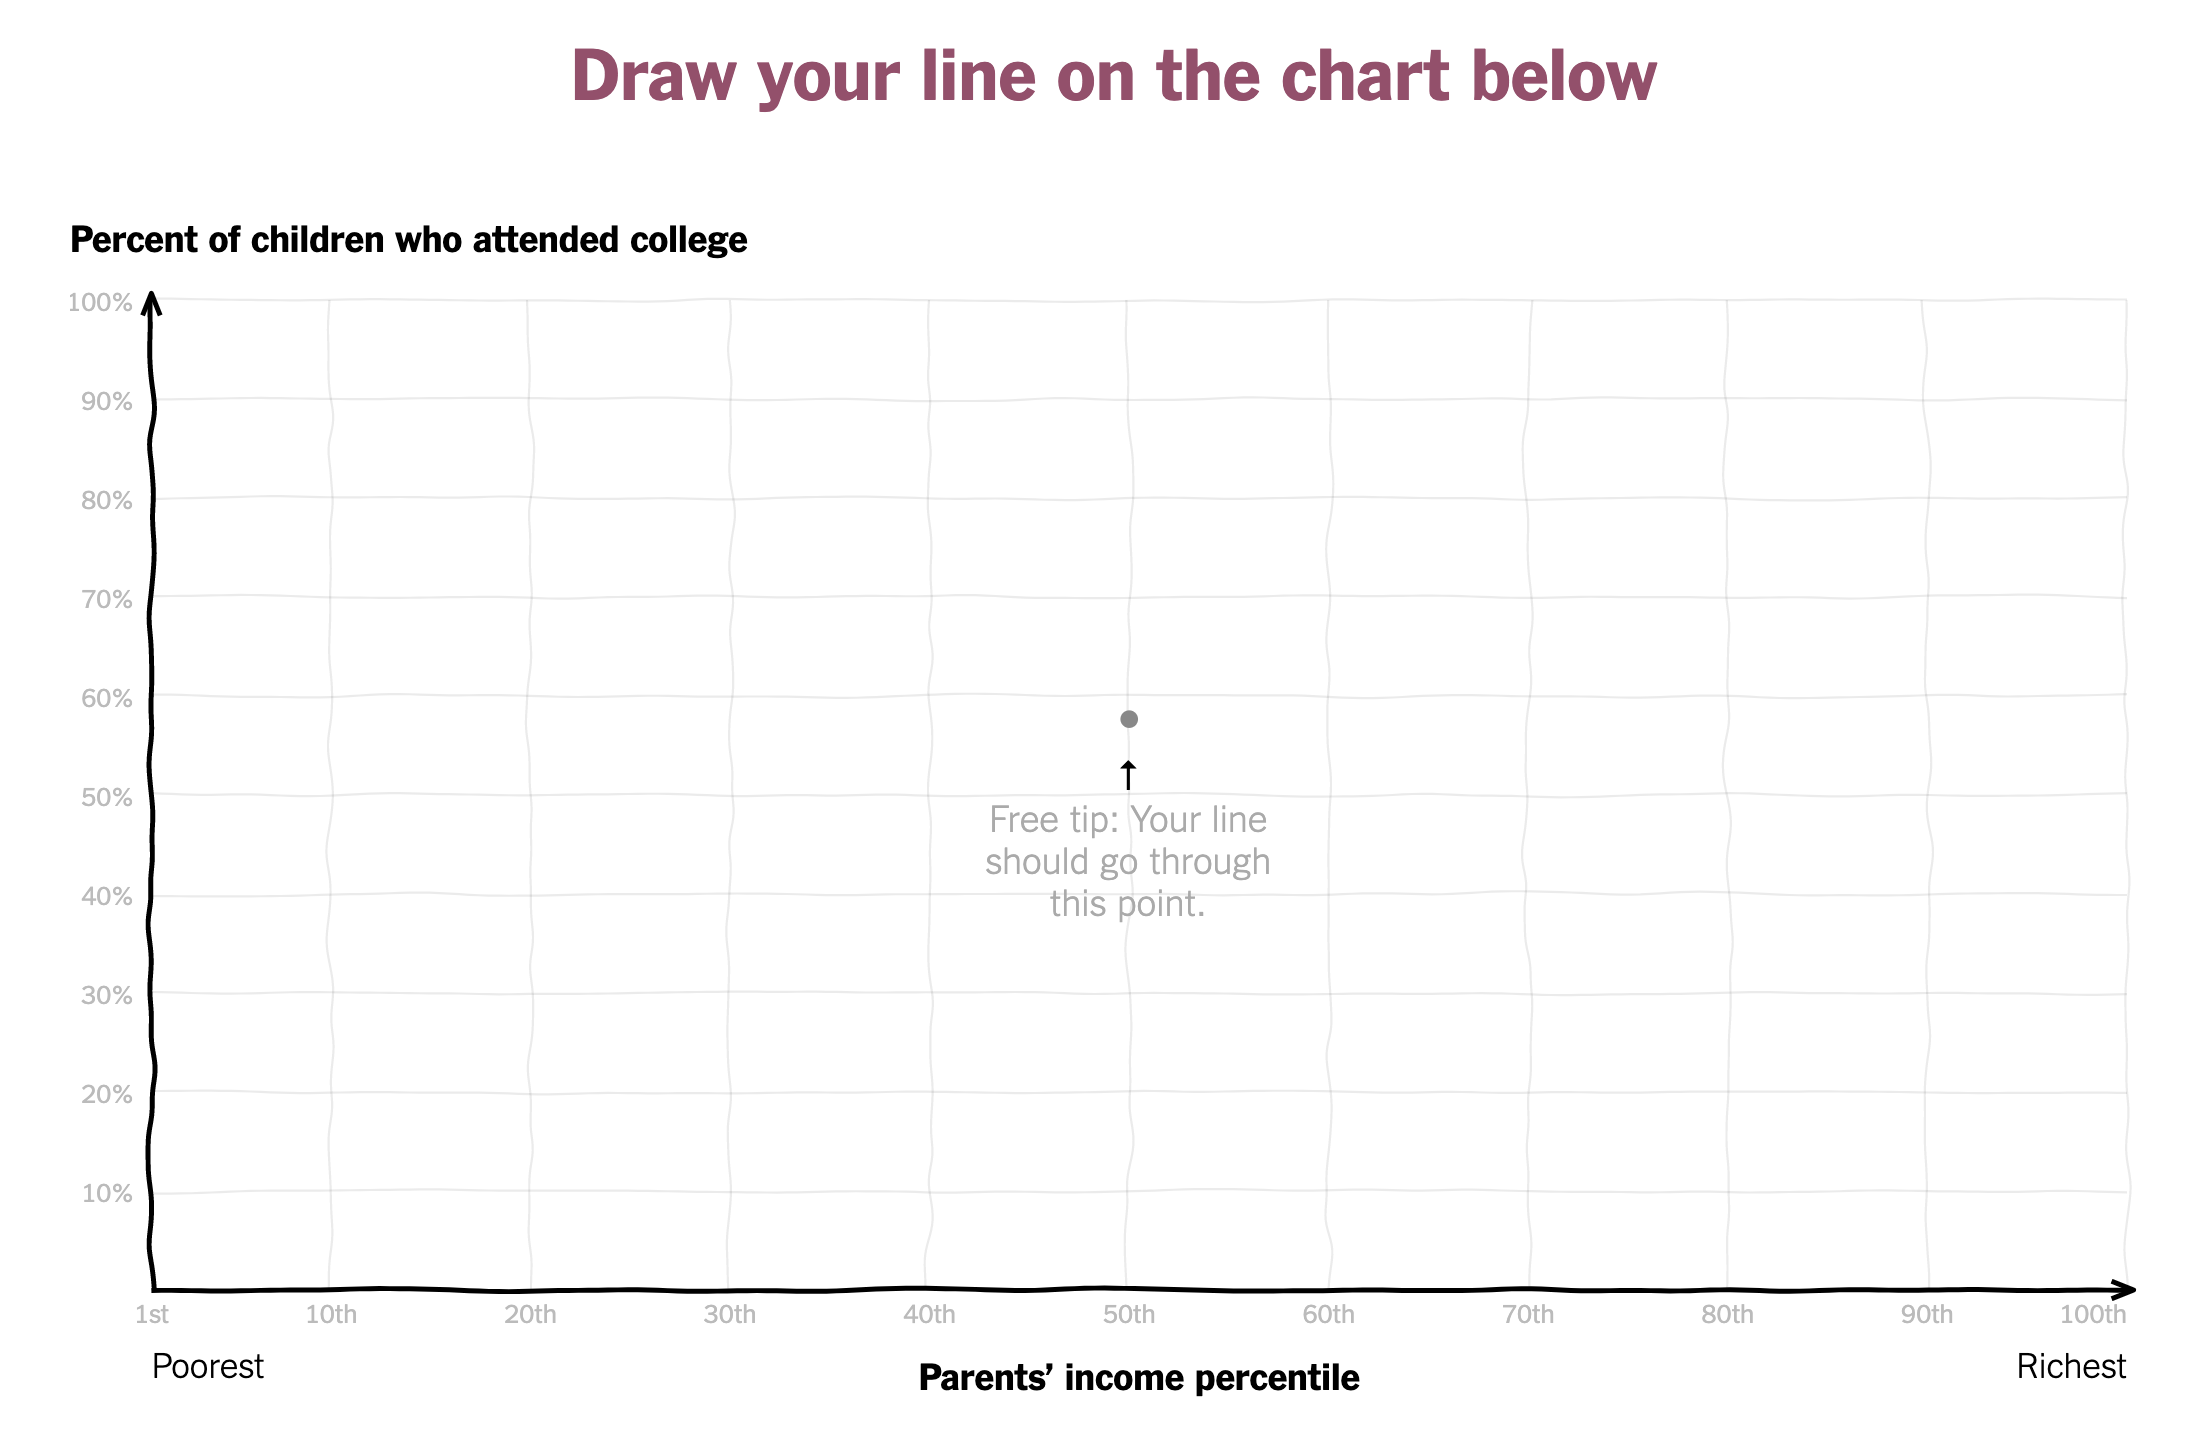 Draw your line on the chart below
Percent of children who attended college
100%
90%
80%
70%
60%
50%
40%
30%
20%
10%
Free tip: Your line
should go through
this point.
1st 10th 20th 30th 40th 50th 60th 70th 80th 90th 100th
Poorest Parents’ income percentile Richest